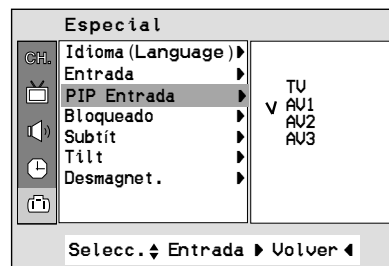 Especial
CH.
Idioma (Language)
Entrada
PIP Entrada
Bloqueado
Subtít
Tilt
Desmagnet.
TV
AV1
AV2
AV3
Selecc. Entrada Volver